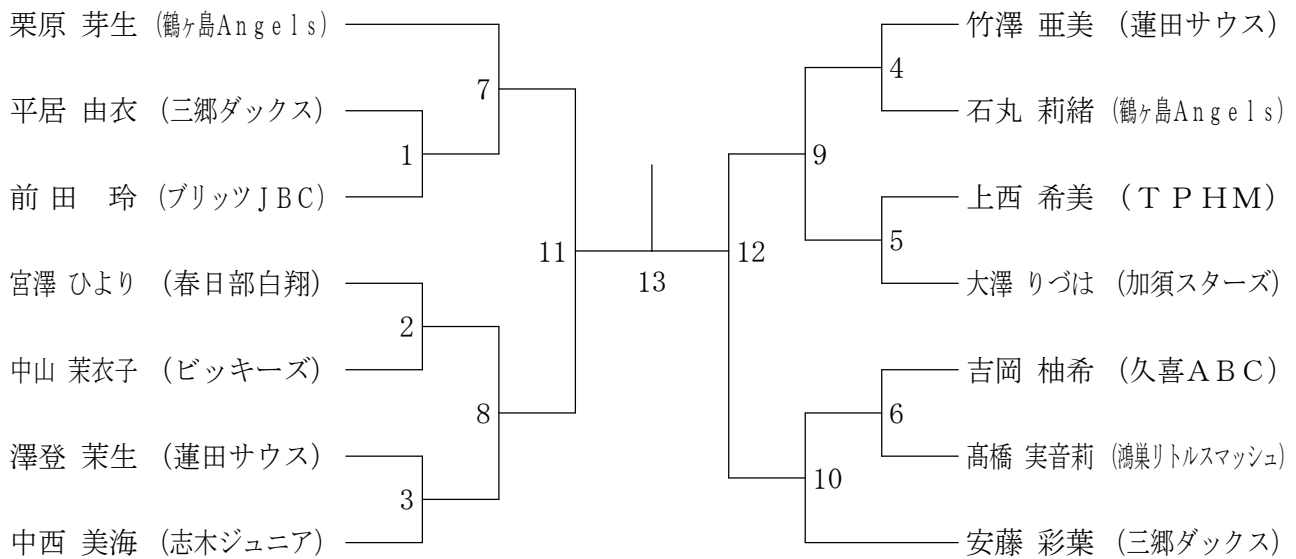 栗原 芽生 (鶴ヶ島Angels)
平居 由衣 (三郷ダックス)
前田 玲 (ブリッツJBC)
宮澤 ひより (春日部白翔)
中山 茉衣子 (ビッキーズ)
澤登 茉生 (蓮田サウス)
中西 美海 (志木ジュニア)
7
1
11
2
8
3
13
12
4
9
5
6
10
竹澤 亜美 (蓮田サウス)
石丸 莉緒 (鶴ヶ島Angels)
上西 希美 (TPHM)
大澤 りづは (加須スターズ)
吉岡 柚希 (久喜ABC)
髙橋 実音莉 (鴻巣リトルスマッシュ)
安藤 彩葉 (三郷ダックス)